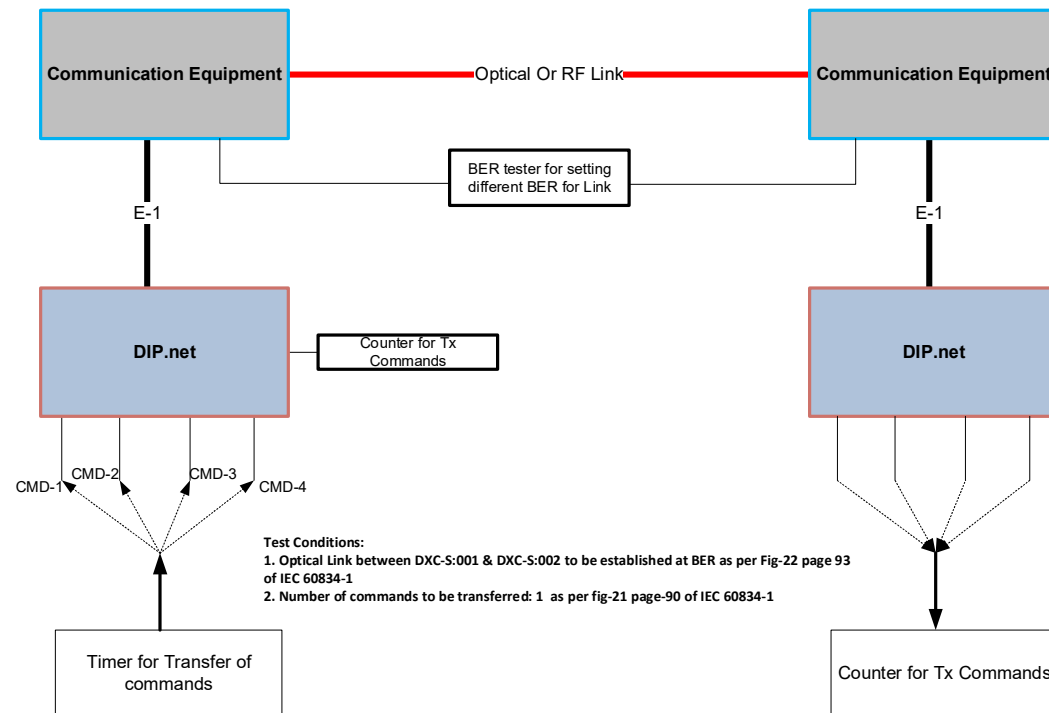 Communication Equipment
Optical Or RF Link
Communication Equipment
BER tester for setting
different BER for Link
E-1
E-1
DIP.net
Counter for Tx
Commands
DIP.net
CMD-1
CMD-2
CMD-3
CMD-4
Test Conditions:
1. Optical Link between DXC-S:001 & DXC-S:002 to be established at BER as per Fig-22 page 93
of IEC 60834-1
2. Number of commands to be transferred: 1 as per fig-21 page-90 of IEC 60834-1
Timer for Transfer of
commands
Counter for Tx Commands